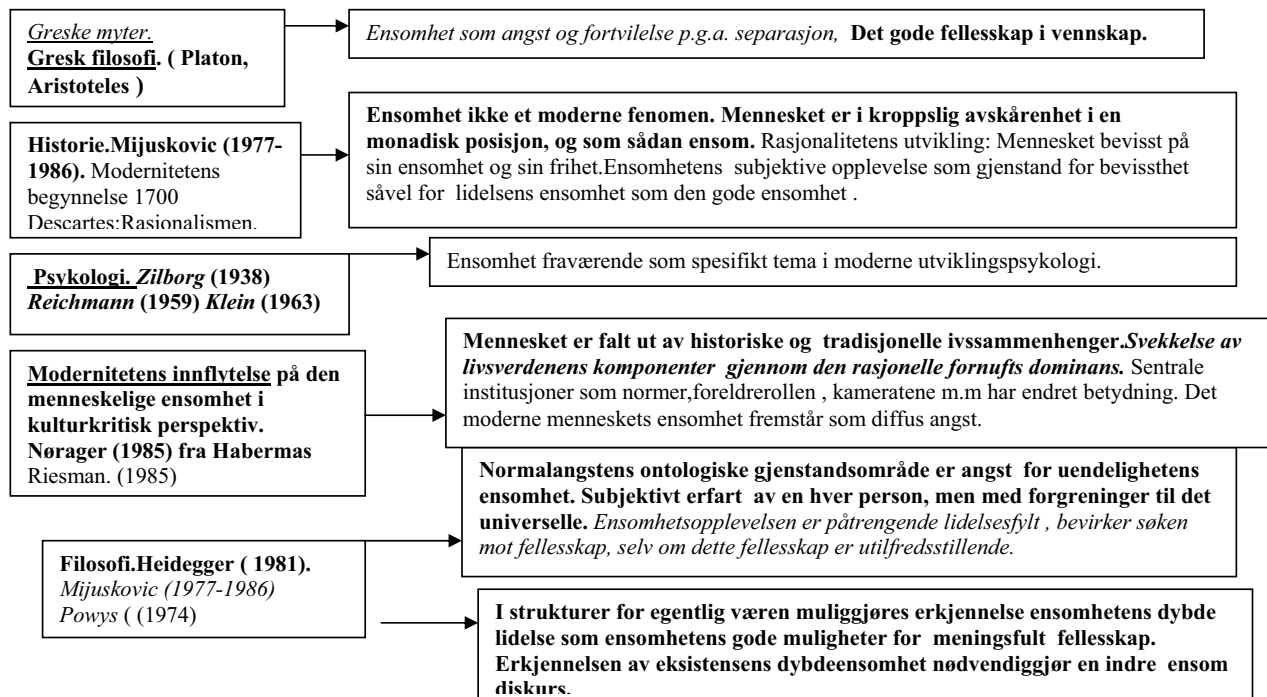 Greske myter.
Gresk filosofi. ( Platon,
Aristoteles )
Ensomhet som angst og fortvilelse p.g.a. separasjon, Det gode fellesskap i vennskap.
Historie.Mijuskovic (1977-
1986). Modernitetens
begynnelse 1700
Descartes:Rasjonalismen.
Ensomhet ikke et moderne fenomen. Mennesket er i kroppslig avskårenhet i en
monadisk posisjon, og som sådan ensom. Rasjonalitetens utvikling: Mennesket bevisst på
sin ensomhet og sin frihet.Ensomhetens subjektive opplevelse som gjenstand for bevissthet
såvel for lidelsens ensomhet som den gode ensomhet .
Psykologi. Zilborg (1938)
Reichmann (1959) Klein (1963)
Ensomhet fraværende som spesifikt tema i moderne utviklingspsykologi.
Modernitetens innflytelse på den
menneskelige ensomhet i
kulturkritisk perspektiv.
Nørager (1985) fra Habermas
Riesman. (1985)
Mennesket er falt ut av historiske og tradisjonelle ivssammenhenger.Svekkelse av
livsverdenens komponenter gjennom den rasjonelle fornufts dominans. Sentrale
institusjoner som normer,foreldrerollen , kameratene m.m har endret betydning. Det
moderne menneskets ensomhet fremstår som diffus angst.
Filosofi.Heidegger ( 1981).
Mijuskovic (1977-1986)
Powys ( (1974)
Normalangstens ontologiske gjenstandsområde er angst for uendelighetens
ensomhet. Subjektivt erfart av en hver person, men med forgreninger til det
universelle. Ensomhetsopplevelsen er påtrengende lidelsesfylt , bevirker søken
mot fellesskap, selv om dette fellesskap er utilfredsstillende.
I strukturer for egentlig væren muliggjøres erkjennelse ensomhetens dybde
lidelse som ensomhetens gode muligheter for meningsfult fellesskap.
Erkjennelsen av eksistensens dybdeensomhet nødvendiggjør en indre ensom
diskurs.